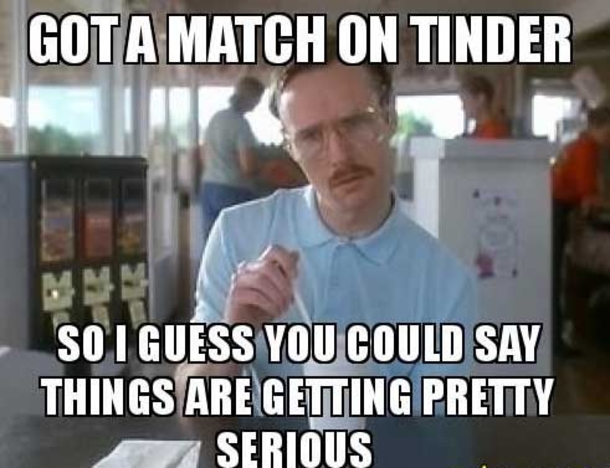 GOT A MATCH ON TINDER
SO I GUESS YOU COULD SAY
THINGS ARE GETTING PRETTY
SERIOUS